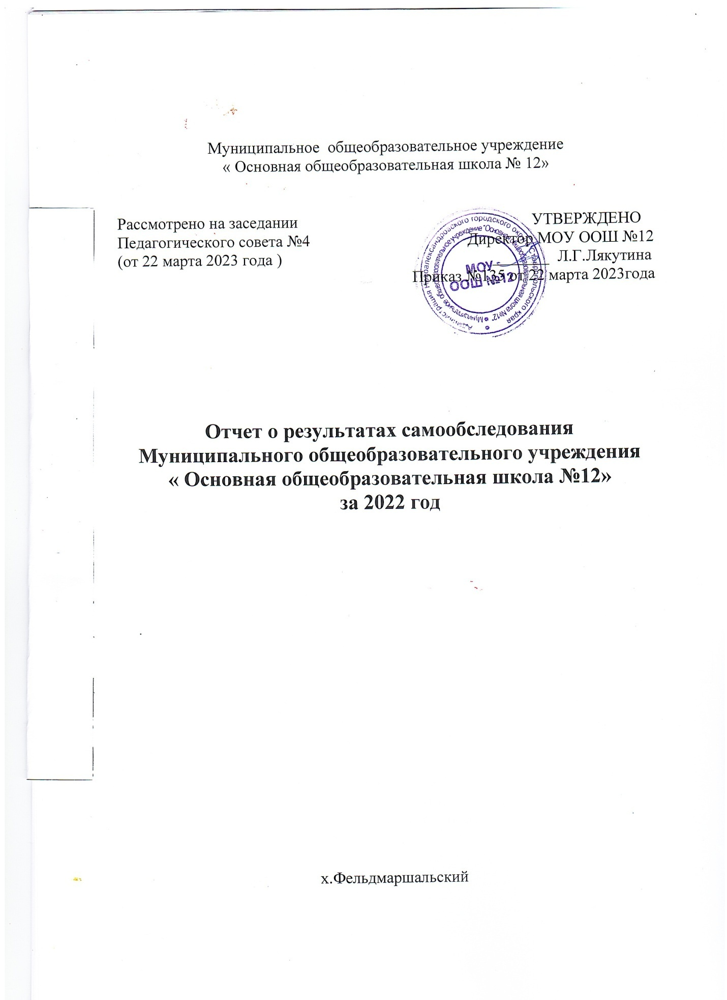 Муниципальное общеобразовательное учреждение
« Основная общеобразовательная школа № 12»
Рассмотрено на заседании
Педагогического совета №4
(от 22 марта 2023 года )
УТВЕРЖДЕНО
Директор МОУ ООШ №12
Л.Г.Лякутина
Приказ №135 от 22 марта 2023года
Администрация Новоалександровского городского округа Ставропольского края
Муниципальное общеобразовательное учреждение "Основная общеобразовательная школа №12"
МОУ
ООШ №12
Отчет о результатах самообследования
Муниципального общеобразовательного учреждения
« Основная общеобразовательная школа №12»
за 2022 год
х.Фельдмаршальский